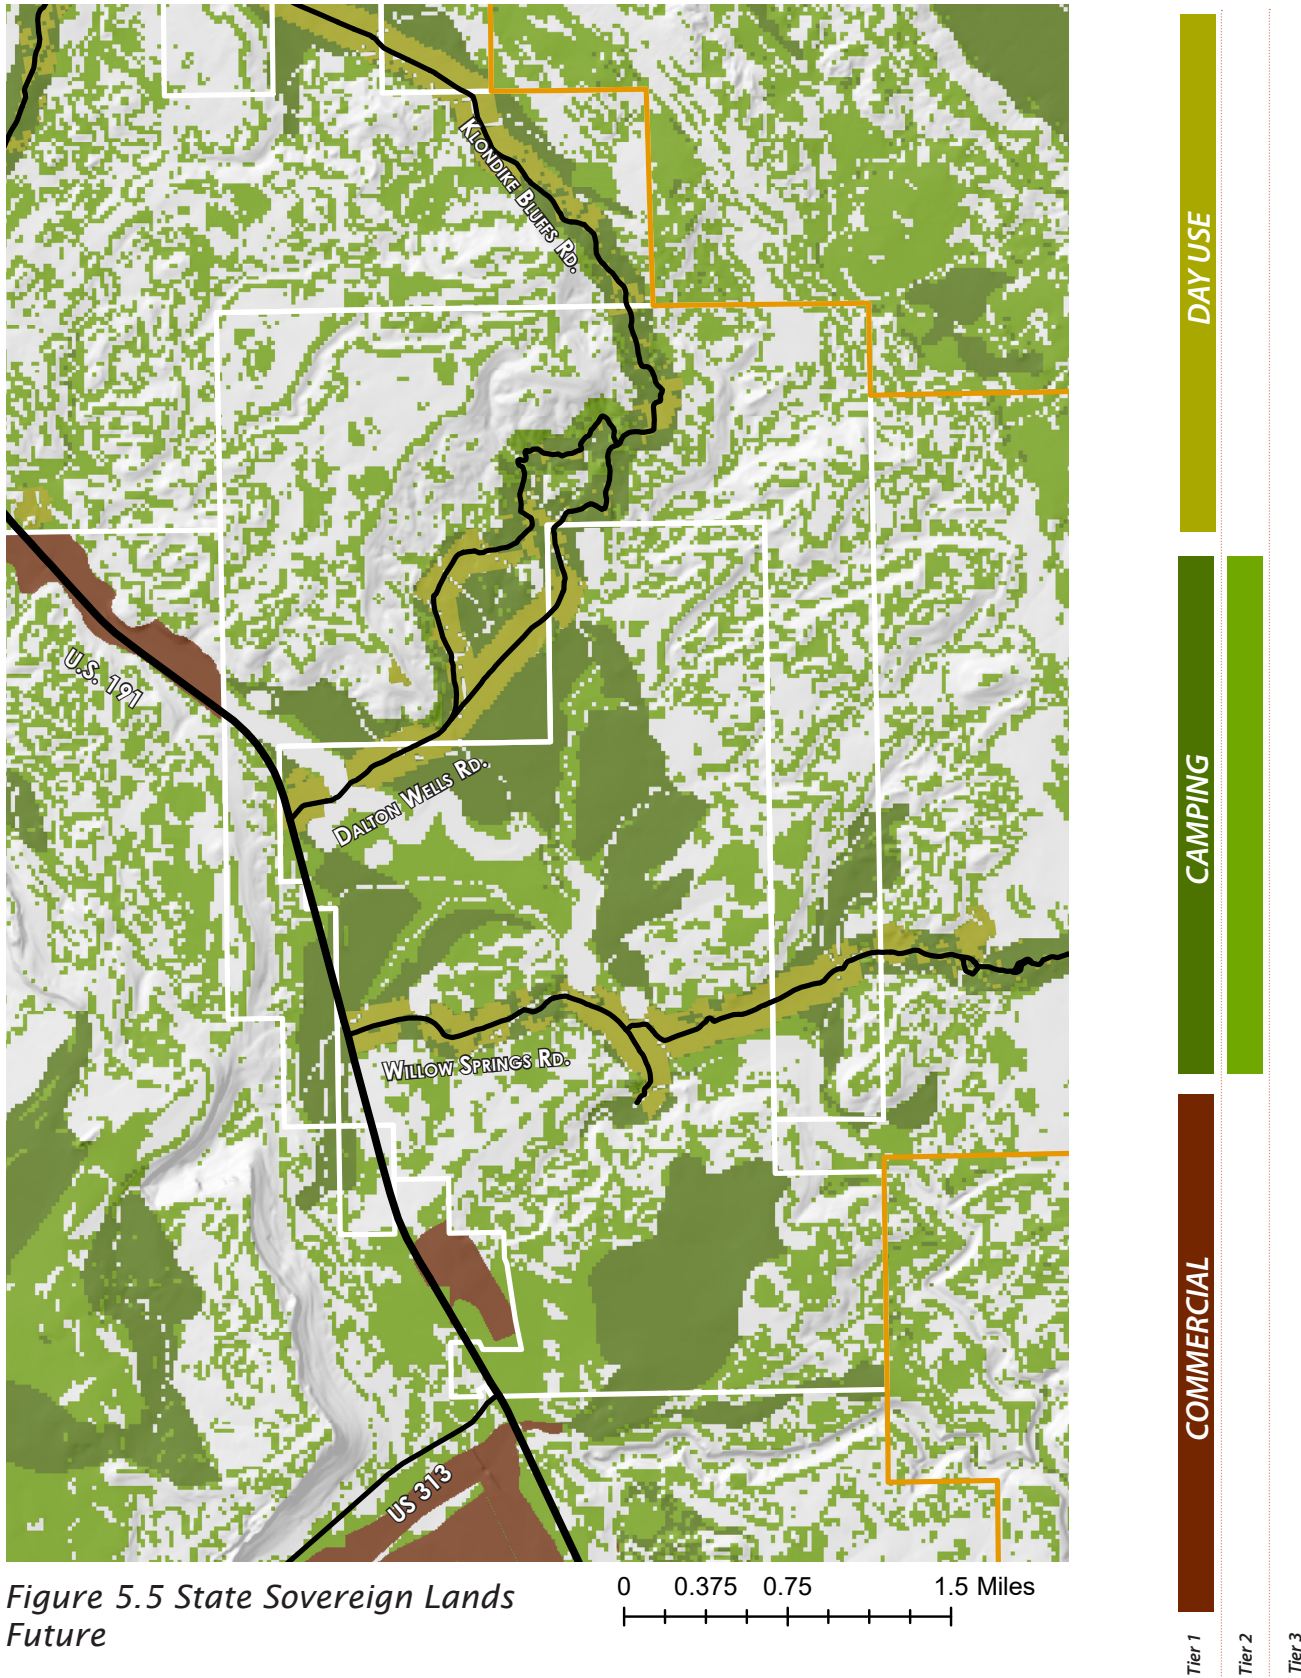 KLONDIKE BLUFFS RD.
U.S. 191
DALTON WELLS RD.
WILLOW SPRINGS RD.
US 313
DAY USE
CAMPING
COMMERCIAL
Tier 1
Tier 2
Tier 3
Figure 5.5 State Sovereign Lands
Future
0 0.375 0.75 1.5 Miles